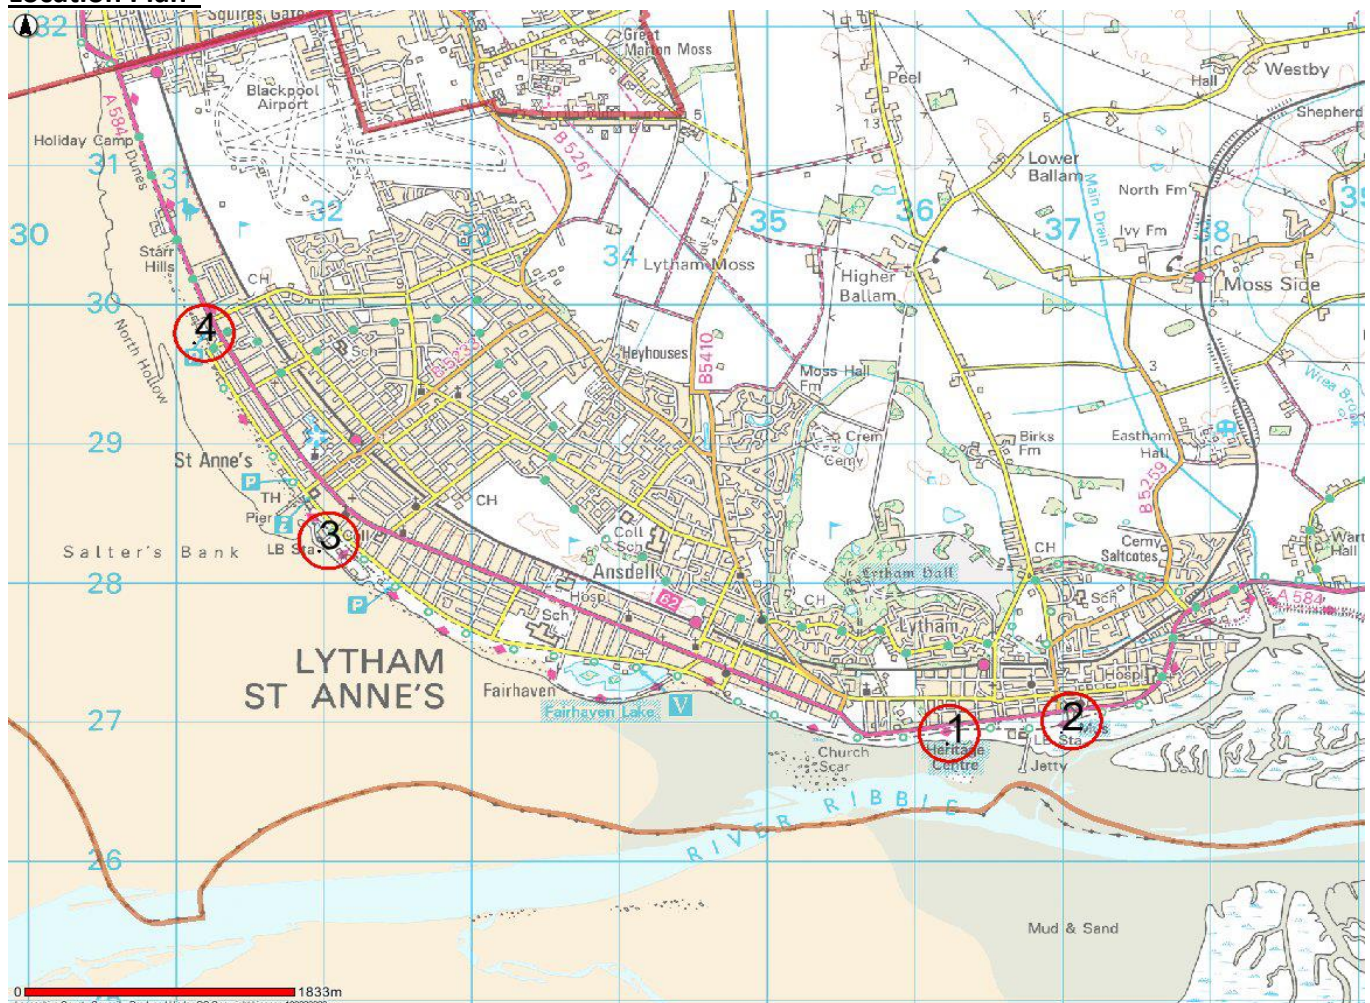 Location Plan
32
Squires Gate
Great
Marton Moss
Blackpool
Airport
A 584
Holiday Camp
Dunes
31
31
32
33
30
Starr
Hills
CH
30
9
4
North Hollow
Sch
B 5261
5
34
Lytham Moss
35
Heyhouses
B5410
Peel
13
5
Hall
Westby
Shepherd
Lower
Ballam
Main Drain
North Fm
Ivy Fm
36
37
38
39
Higher
Ballam
Moss Side
Moss Hall
Fm
3
Wrea Brook
29
St Anne's
P
TH
Pier
i
3
Coll
LB Sta
Salter's Bank
P
28
CH
Coll
Sch
Ansdell
62
Hospl
Sch
Crem
Cemy
Birks
Fm
Eastham
Hall
B5259
Cemy
Saltcotes
CH
Wart
Hall
Lytham Hall
CH
Lytham
Sch
A 584
Hospl
LYTHAM
ST ANNE'S
Fairhaven
Fairhaven Lake
V
27
1
2
Mus
LB Sta
Heritage
Centre
Jetty
Church
Scar
RIVER RIBBLE
26
Mud & Sand
0
1833m